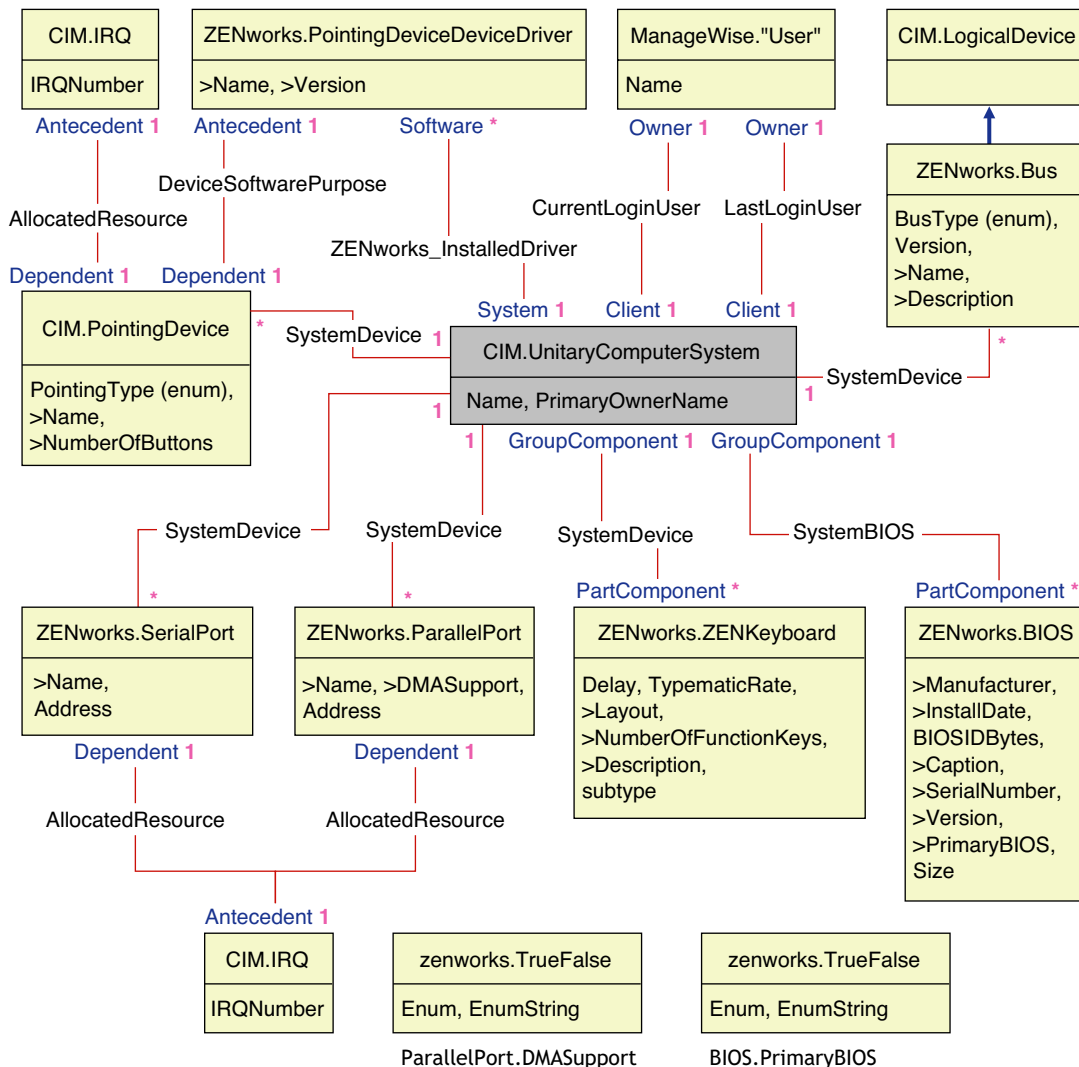 CIM.IRQ
IRQNumber
ZENworks.PointingDeviceDeviceDriver
>Name, >Version
ManageWise."User"
Name
CIM.LogicalDevice
Antecedent 1
Antecedent 1
Software *
Owner 1
Owner 1
DeviceSoftwarePurpose
AllocatedResource
ZENworks_InstalledDriver
CurrentLoginUser
LastLoginUser
ZENworks.Bus
BusType (enum),
Version,
>Name,
>Description
*
Dependent 1
Dependent 1
System 1
Client 1
Client 1
CIM.PointingDevice
PointingType (enum),
>Name,
>NumberOfButtons
*
SystemDevice
1
CIM.UnitaryComputerSystem
Name, PrimaryOwnerName
SystemDevice
1
1
1
GroupComponent 1
GroupComponent 1
SystemDevice
SystemDevice
SystemDevice
SystemBIOS
*
*
PartComponent *
PartComponent *
ZENworks.SerialPort
>Name,
Address
ZENworks.ParallelPort
>Name, >DMASupport,
Address
ZENworks.ZENKeyboard
Delay, TypematicRate,
>Layout,
>NumberOfFunctionKeys,
>Description,
subtype
ZENworks.BIOS
>Manufacturer,
>InstallDate,
BIOSIDBytes,
>Caption,
>SerialNumber,
>Version,
>PrimaryBIOS,
Size
Dependent 1
Dependent 1
AllocatedResource
AllocatedResource
Antecedent 1
CIM.IRQ
IRQNumber
zenworks.TrueFalse
Enum, EnumString
ParallelPort.DMASupport
zenworks.TrueFalse
Enum, EnumString
BIOS.PrimaryBIOS